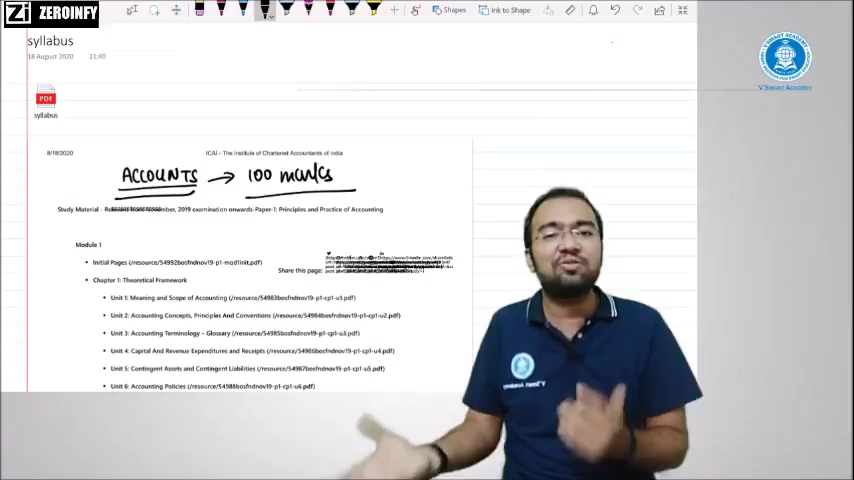 Zi ZEROINFY
Shapes
Ink to Shape
syllabus
18 August 2020 21:40
V'SMART ACADEMY
PDF
syllabus
V'SMART ACADEMY
8/18/2020 ICAI - The Institute of Chartered Accountants of India
ACCOUNTS → 100 marks
Study Material - Relevant from November, 2019 examination onwards-Paper-1: Principles and Practice of Accounting
Module 1
Initial Pages (/resource/54992bosfndnov19-p1-mod1init.pdf)
Share this page:
Chapter 1: Theoretical Framework
Unit 1: Meaning and Scope of Accounting (/resource/54983bosfndnov19-p1-cp1-u1.pdf)
Unit 2: Accounting Concepts, Principles And Conventions (/resource/54984bosfndnov19-p1-cp1-u2.pdf)
Unit 3: Accounting Terminology – Glossary (/resource/54985bosfndnov19-p1-cp1-u3.pdf)
Unit 4: Capital And Revenue Expenditures and Receipts (/resource/54986bosfndnov19-p1-cp1-u4.pdf)
Unit 5: Contingent Assets and Contingent Liabilities (/resource/54987bosfndnov19-p1-cp1-u5.pdf)
Unit 6: Accounting Policies (/resource/54988bosfndnov19-p1-cp1-u6.pdf)